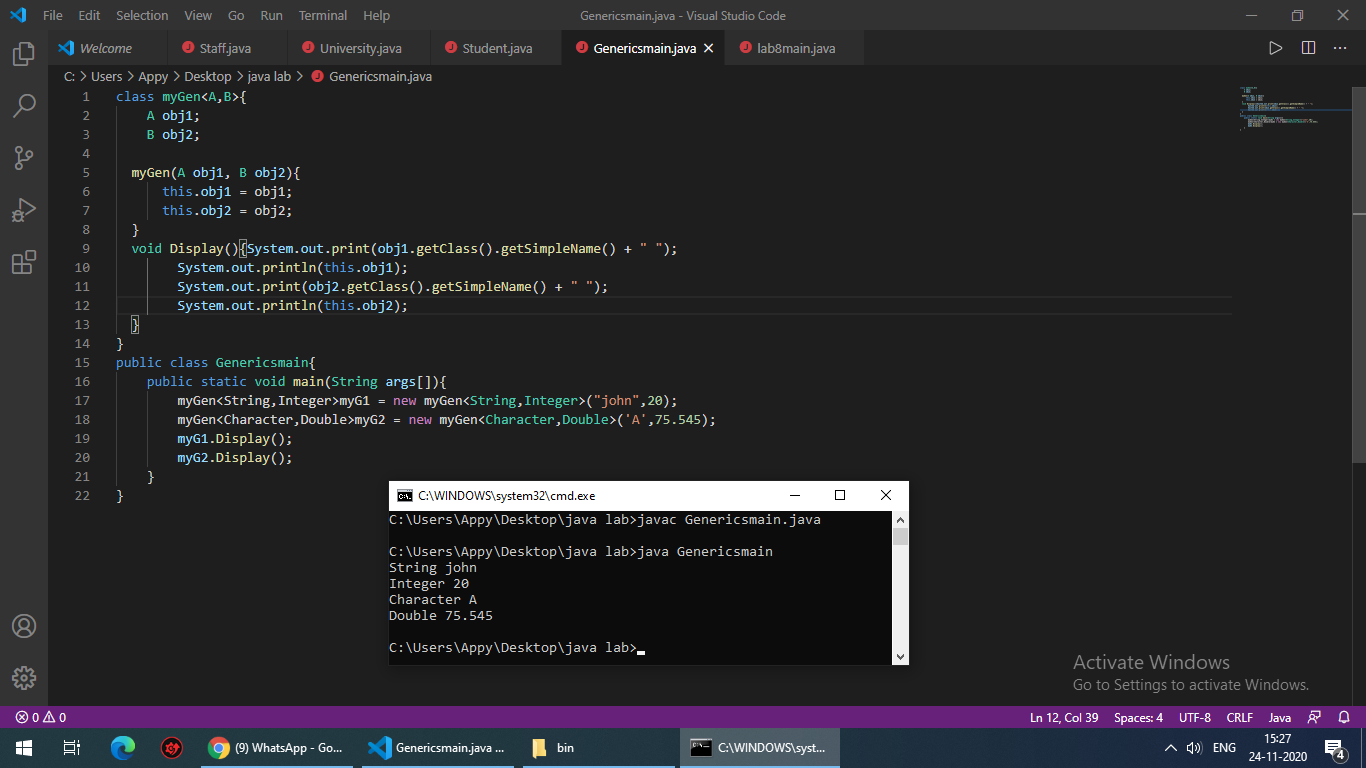 File Edit Selection View Go Run Terminal Help Genericsmain.java - Visual Studio Code
Welcome Staff.java University.java Student.java Genericsmain.java lab8main.java
C: > Users > Appy > Desktop > java lab > Genericsmain.java
1 class myGen<A,B>{
2 A obj1;
3 B obj2;
4
5 myGen(A obj1, B obj2){
6 this.obj1 = obj1;
7 this.obj2 = obj2;
8 }
9 void Display(){System.out.print(obj1.getClass().getSimpleName() + " ");
10 System.out.println(this.obj1);
11 System.out.print(obj2.getClass().getSimpleName() + " ");
12 System.out.println(this.obj2);
13 }
14 }
15 public class Genericsmain{
16 public static void main(String args[]){
17 myGen<String,Integer>myG1 = new myGen<String,Integer>("john",20);
18 myGen<Character,Double>myG2 = new myGen<Character,Double>('A',75.545);
19 myG1.Display();
20 myG2.Display();
21 }
22 }
C:\WINDOWS\system32\cmd.exe
C:\Users\Appy\Desktop\java lab>javac Genericsmain.java
C:\Users\Appy\Desktop\java lab>java Genericsmain
String john
Integer 20
Character A
Double 75.545
C:\Users\Appy\Desktop\java lab>
Activate Windows
Go to Settings to activate Windows.
0 0 Ln 12, Col 39 Spaces: 4 UTF-8 CRLF Java
(9) WhatsApp - Go... Genericsmain.java ... bin C:\WINDOWS\syst... ENG 15:27
24-11-2020 4